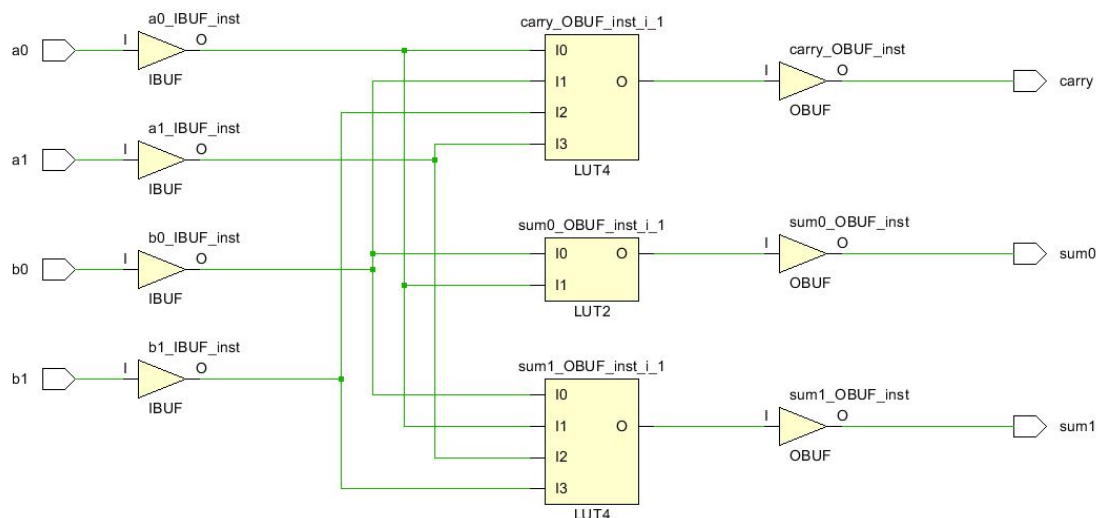 a0_IBUF_inst
a0
I
O
IBUF
a1_IBUF_inst
a1
I
O
IBUF
b0_IBUF_inst
b0
I
O
IBUF
b1_IBUF_inst
b1
I
O
IBUF
carry_OBUF_inst_i_1
I0
I1
I2
I3
O
LUT4
sum0_OBUF_inst_i_1
I0
I1
O
LUT2
sum1_OBUF_inst_i_1
I0
I1
I2
I3
O
LUT4
carry_OBUF_inst
I
O
OBUF
carry
sum0_OBUF_inst
I
O
OBUF
sum0
sum1_OBUF_inst
I
O
OBUF
sum1